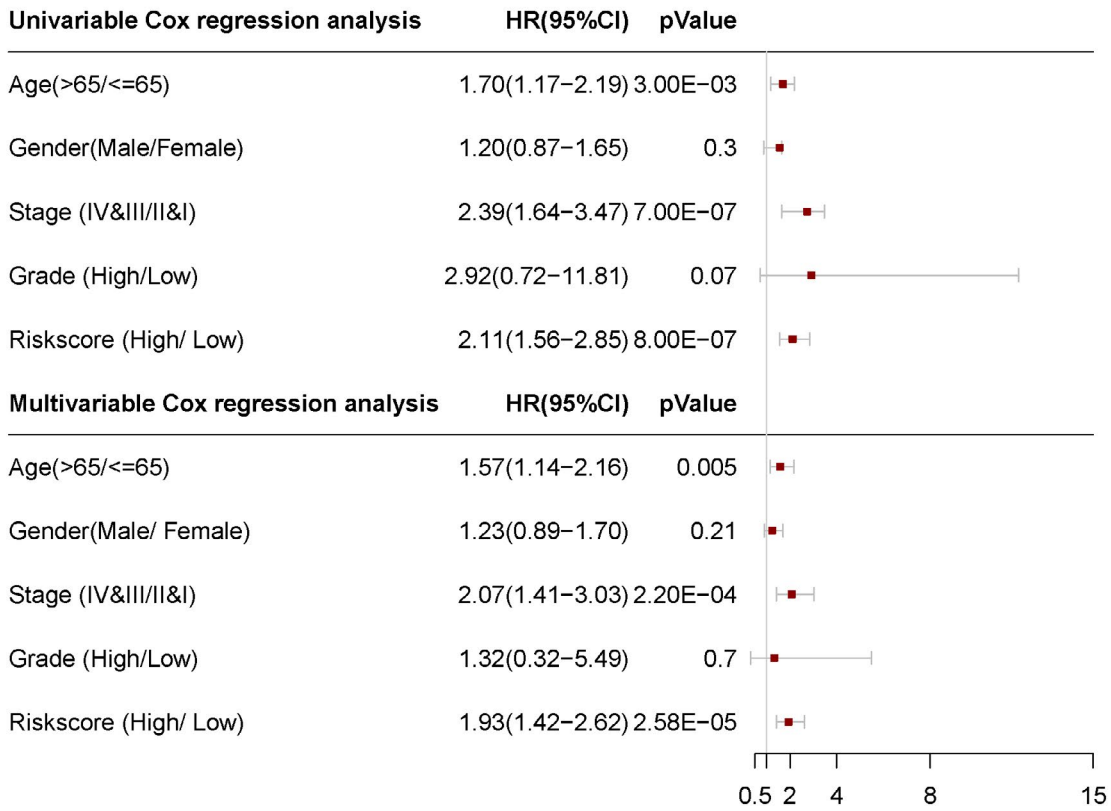 Univariable Cox regression analysis HR(95%CI) pValue
Age(>65/<=65) 1.70(1.17−2.19) 3.00E−03
Gender(Male/Female) 1.20(0.87−1.65) 0.3
Stage (IV&III/II&I) 2.39(1.64−3.47) 7.00E−07
Grade (High/Low) 2.92(0.72−11.81) 0.07
Riskscore (High/ Low) 2.11(1.56−2.85) 8.00E−07
Multivariable Cox regression analysis HR(95%CI) pValue
Age(>65/<=65) 1.57(1.14−2.16) 0.005
Gender(Male/ Female) 1.23(0.89−1.70) 0.21
Stage (IV&III/II&I) 2.07(1.41−3.03) 2.20E−04
Grade (High/Low) 1.32(0.32−5.49) 0.7
Riskscore (High/ Low) 1.93(1.42−2.62) 2.58E−05
0.5 2 4 8 15